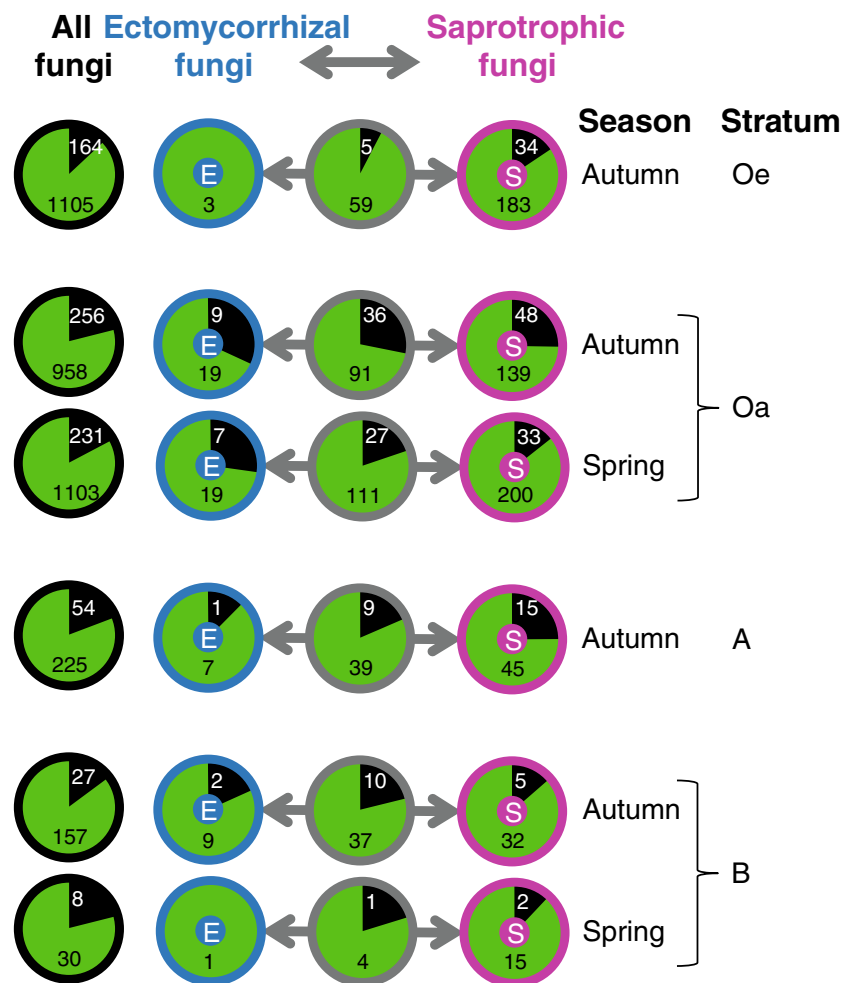 All Ectomycorrhizal Saprotrophic
fungi fungi fungi
Season Stratum
164 5 34
E S Autumn Oe
1105 3 59 183
256 9 36 48
E S Autumn
958 19 91 139
Oa
231 7 27 33
E S Spring
1103 19 111 200
54 1 9 15
E S Autumn A
225 7 39 45
27 2 10 5
E S Autumn
157 9 37 32
B
8 1 2
E S Spring
30 1 4 15